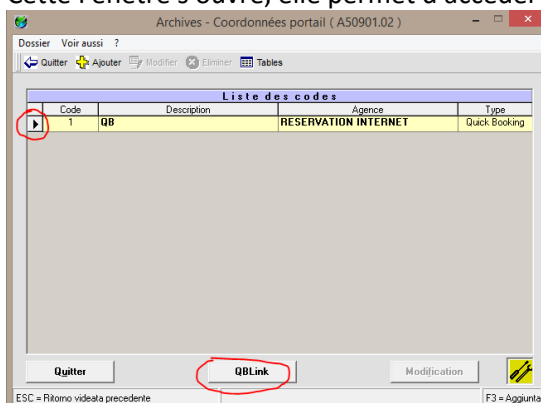 Cette Fenêtre s'ouvre, elle permet d'accéder
Archives - Coordonnées portail ( A50901.02 )
Dossier Voir aussi ?
Quitter Ajouter Modifier Eliminer Tables
Liste des codes
Code Description Agence Type
1 QB RESERVATION INTERNET Quick Booking
Quitter QBLink Modification
ESC = Ritorno videata precedente F3 = Aggiunta